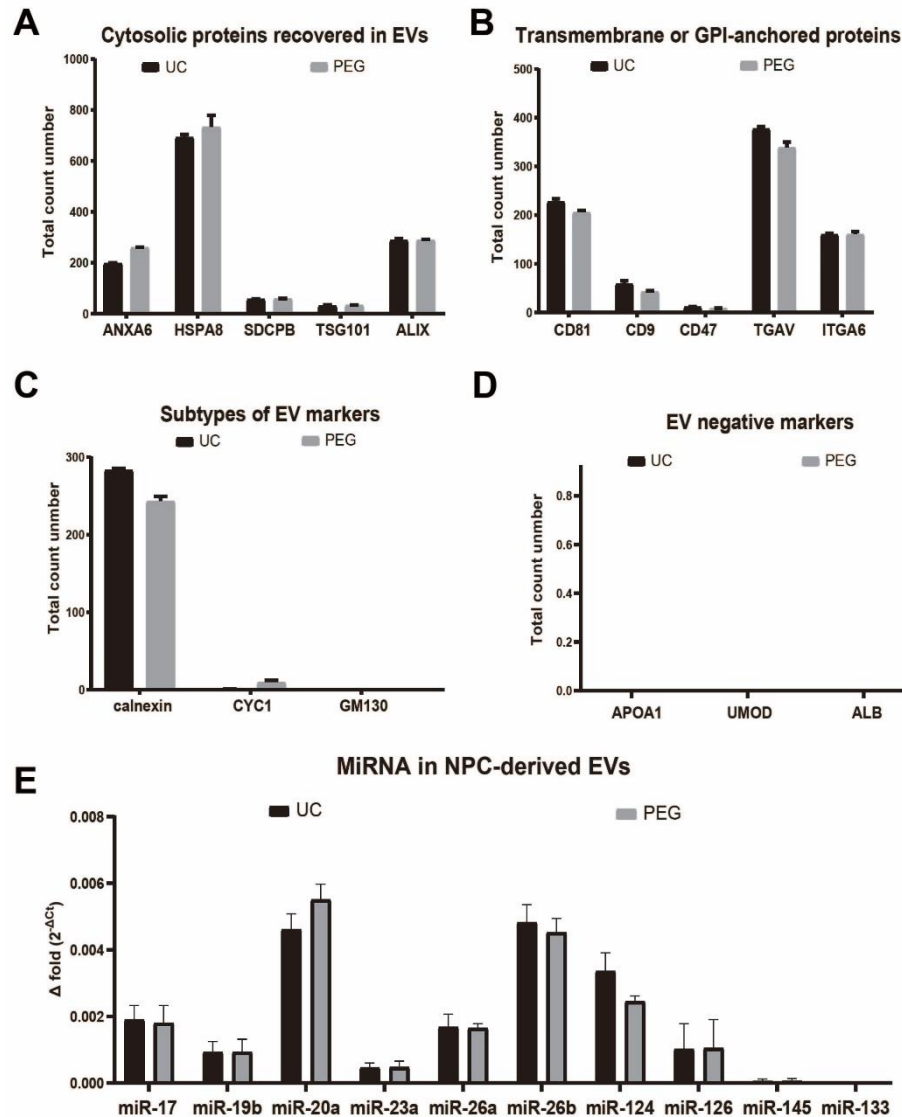 A
Cytosolic proteins recovered in EVs
UC
PEG
Total count unmber
1000
800
600
400
200
0
ANXA6 HSPA8 SDCPB TSG101 ALIX
B
Transmembrane or GPI-anchored proteins
UC
PEG
Total count unmber
500
400
300
200
100
0
CD81 CD9 CD47 TGAV ITGA6
C
Subtypes of EV markers
UC
PEG
Total count unmber
300
200
100
0
calnexin CYC1 GM130
D
EV negative markers
UC
PEG
Total count unmber
0.8
0.6
0.4
0.2
0.0
APOA1 UMOD ALB
E
MiRNA in NPC-derived EVs
UC
PEG
Δ fold (2^-ΔCt)
0.008
0.006
0.004
0.002
0.000
miR-17 miR-19b miR-20a miR-23a miR-26a miR-26b miR-124 miR-126 miR-145 miR-133